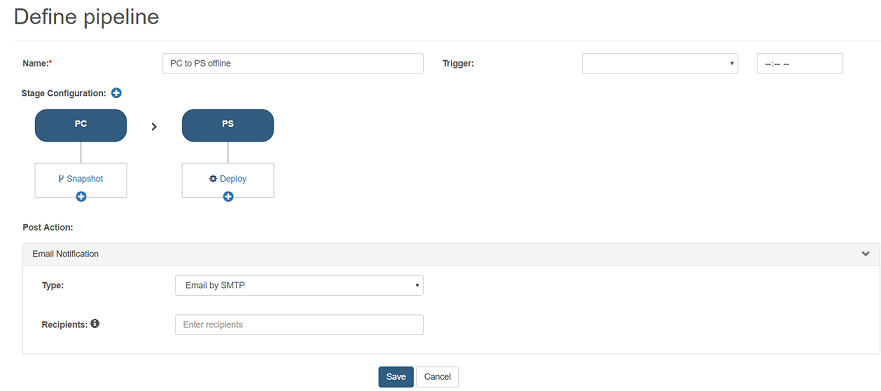 Define pipeline
Name:* PC to PS offline Trigger: --:-- --
Stage Configuration:
PC > PS
Snapshot Deploy
Post Action:
Email Notification
Type: Email by SMTP
Recipients: Enter recipients
Save Cancel